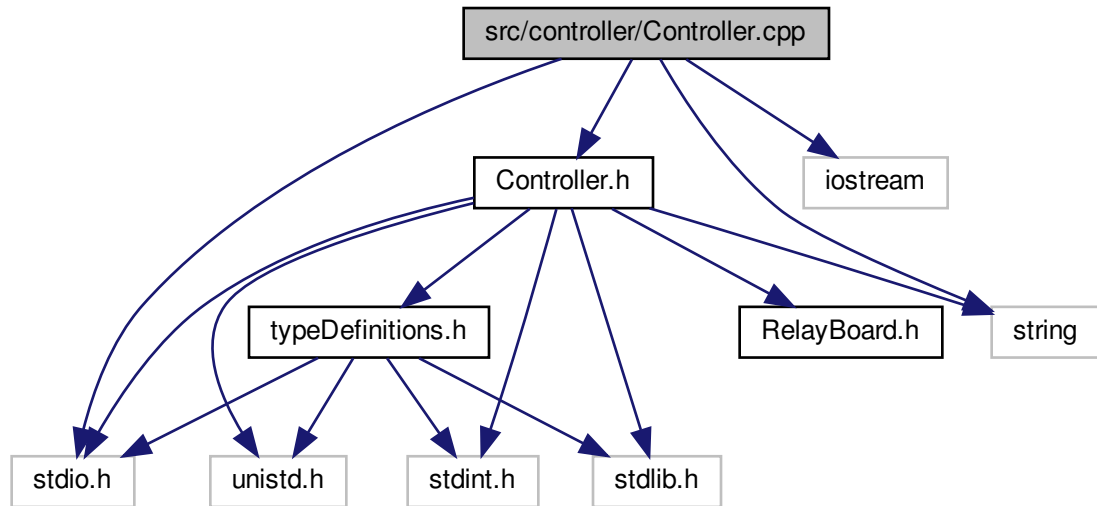 src/controller/Controller.cpp
Controller.h
iostream
typeDefinitions.h
RelayBoard.h
string
stdio.h
unistd.h
stdint.h
stdlib.h